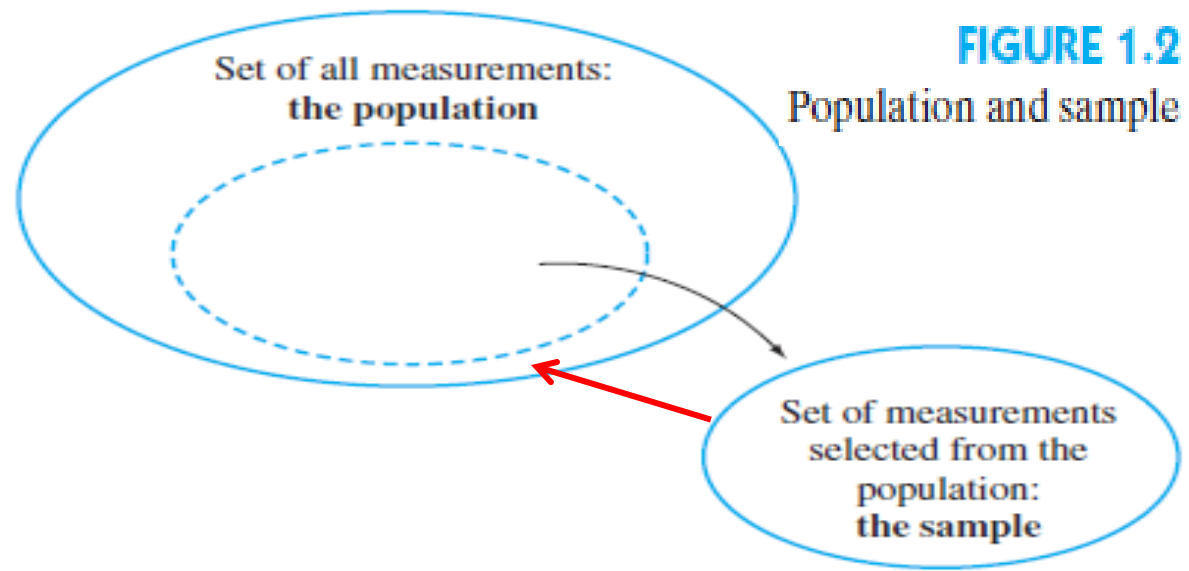 FIGURE 1.2
Population and sample
Set of all measurements:
the population
Set of measurements
selected from the
population:
the sample